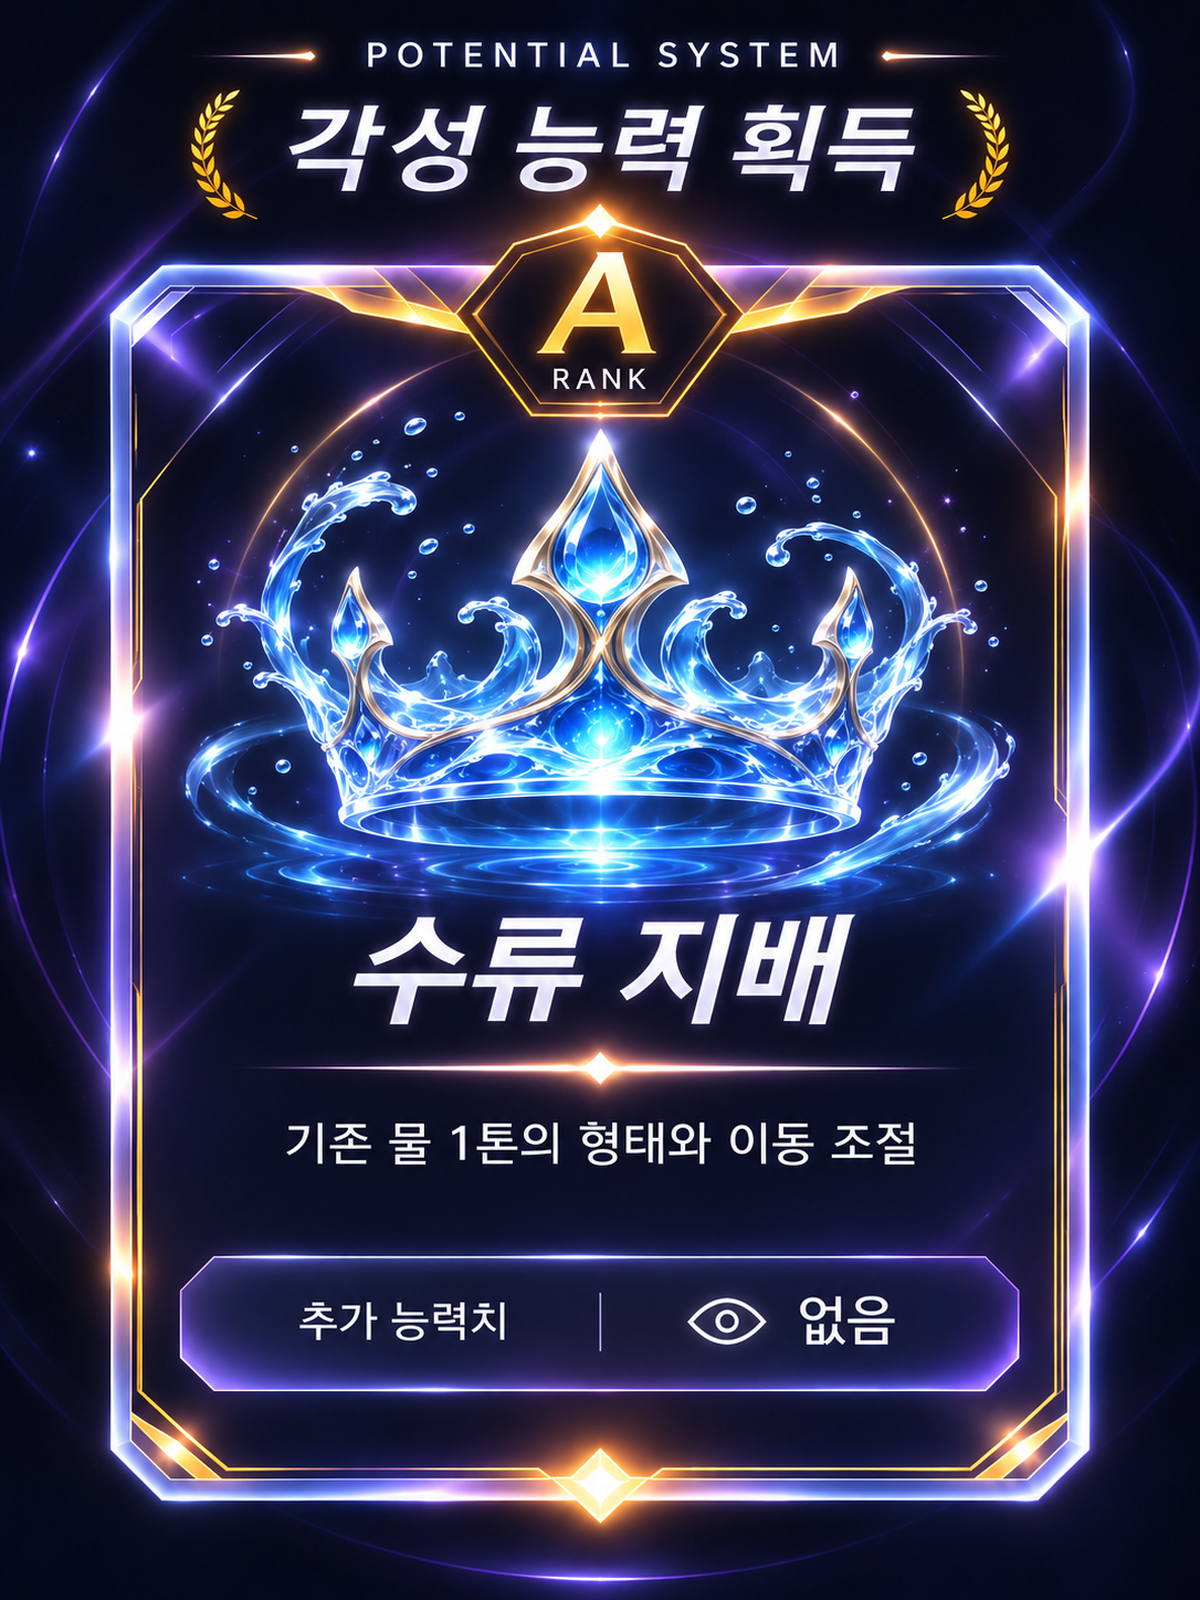 POTENTIAL SYSTEM
각성 능력 획득
A
RANK
수류 지배
기존 물 1톤의 형태와 이동 조절
추가 능력치
없음